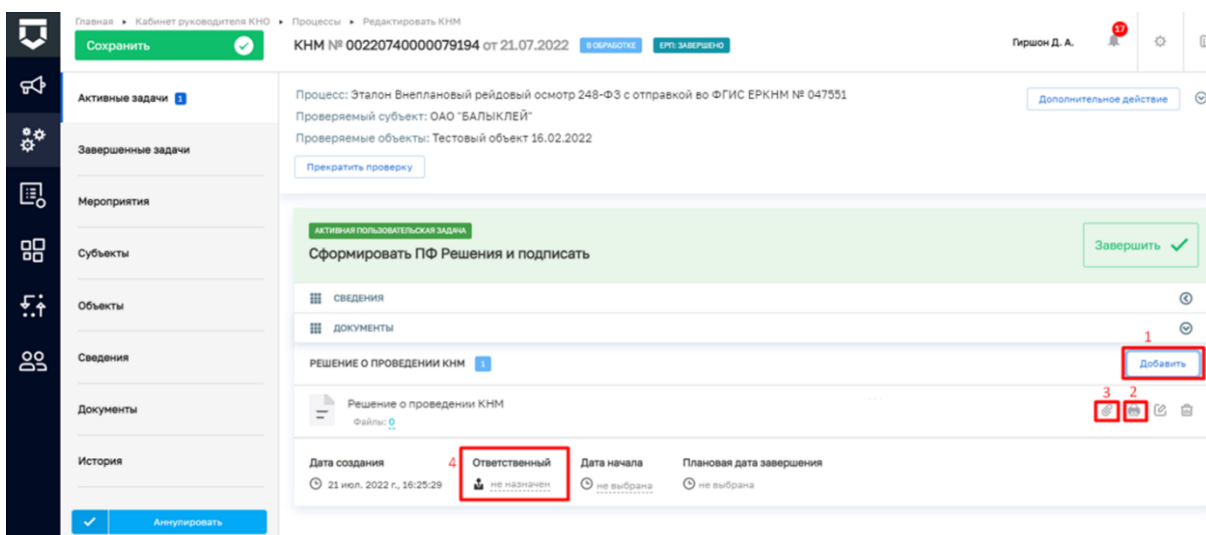 Главная ▸ Кабинет руководителя КНО ▸ Процессы ▸ Редактировать КНМ
Сохранить
КНМ № 00220740000079194 от 21.07.2022 В ОБРАБОТКЕ ЕРП: ЗАВЕРШЕНО
Гиршон Д. А.
17
Активные задачи 1
Завершенные задачи
Мероприятия
Субъекты
Объекты
Сведения
Документы
История
Аннулировать
Процесс: Эталон Внеплановый рейдовый осмотр 248-ФЗ с отправкой во ФГИС ЕРКНМ № 047551
Дополнительное действие
Проверяемый субъект: ОАО "БАЛЫКЛЕЙ"
Проверяемые объекты: Тестовый объект 16.02.2022
Прекратить проверку
АКТИВНАЯ ПОЛЬЗОВАТЕЛЬСКАЯ ЗАДАЧА
Сформировать ПФ Решения и подписать
Завершить
СВЕДЕНИЯ
ДОКУМЕНТЫ
1
РЕШЕНИЕ О ПРОВЕДЕНИИ КНМ 1
Добавить
3 2
Решение о проведении КНМ
Файлы: 0
Дата создания 4 Ответственный Дата начала Плановая дата завершения
21 июл. 2022 г., 16:25:29 не назначен не выбрана не выбрана